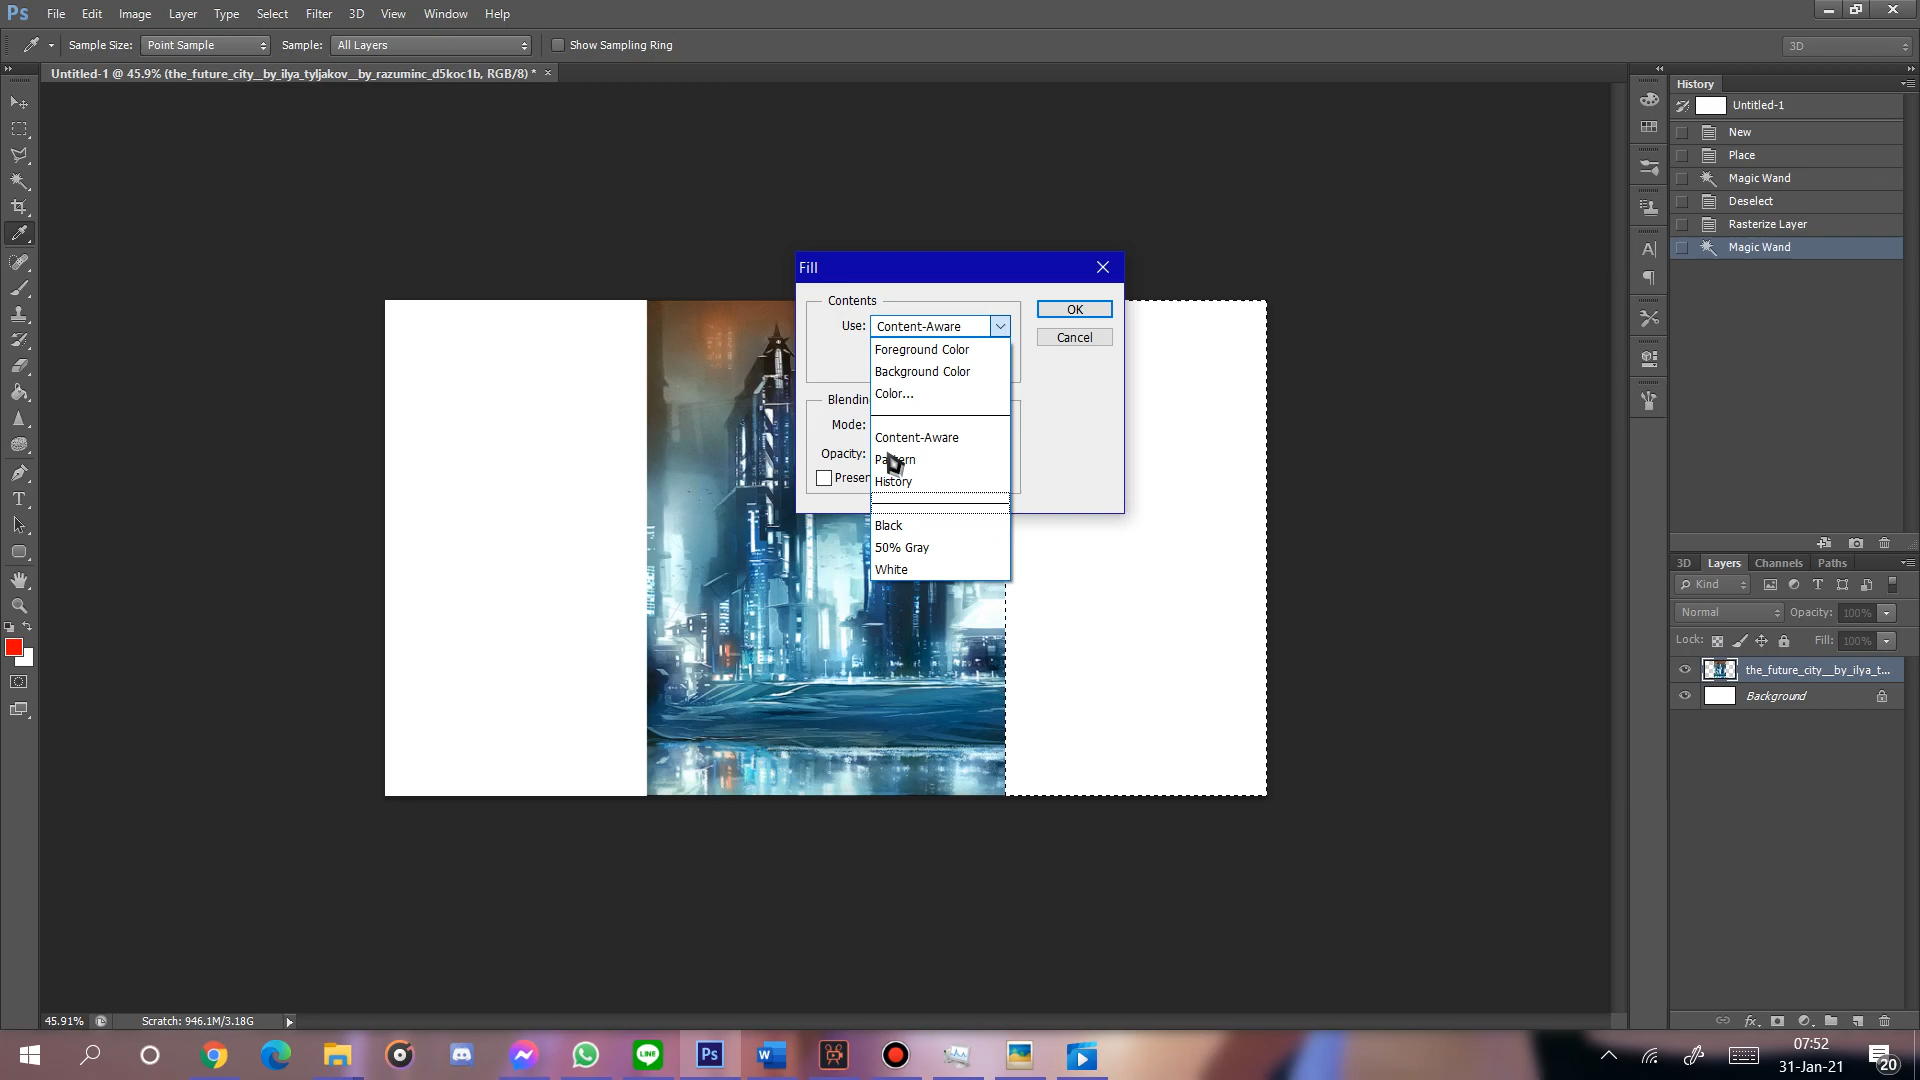 Ps File Edit Image Layer Type Select Filter 3D View Window Help
Sample Size: Point Sample Sample: All Layers Show Sampling Ring 3D
Untitled-1 @ 45.9% (the_future_city__by_ilya_tyljakov__by_razuminc_d5koc1b, RGB/8) * ×
History
Untitled-1
New
Place
Magic Wand
Deselect
Rasterize Layer
Magic Wand
Fill
Contents
Use: Content-Aware
OK
Cancel
Foreground Color
Background Color
Color...
Content-Aware
Pattern
History
Black
50% Gray
White
Mode:
Opacity:
3D Layers Channels Paths
Kind
Normal Opacity: 100%
Lock: Fill: 100%
the_future_city__by_ilya_t...
Background
45.91% Scratch: 946.1M/3.18G
LINE Ps W
07:52
31-Jan-21
20